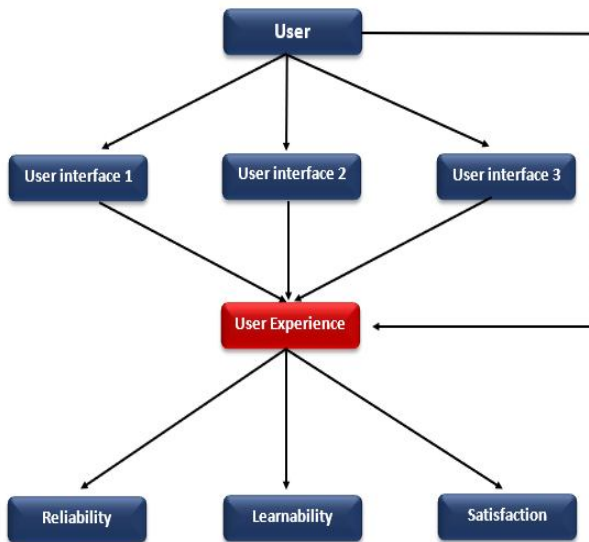 User
User interface 1
User interface 2
User interface 3
User Experience
Reliability
Learnability
Satisfaction